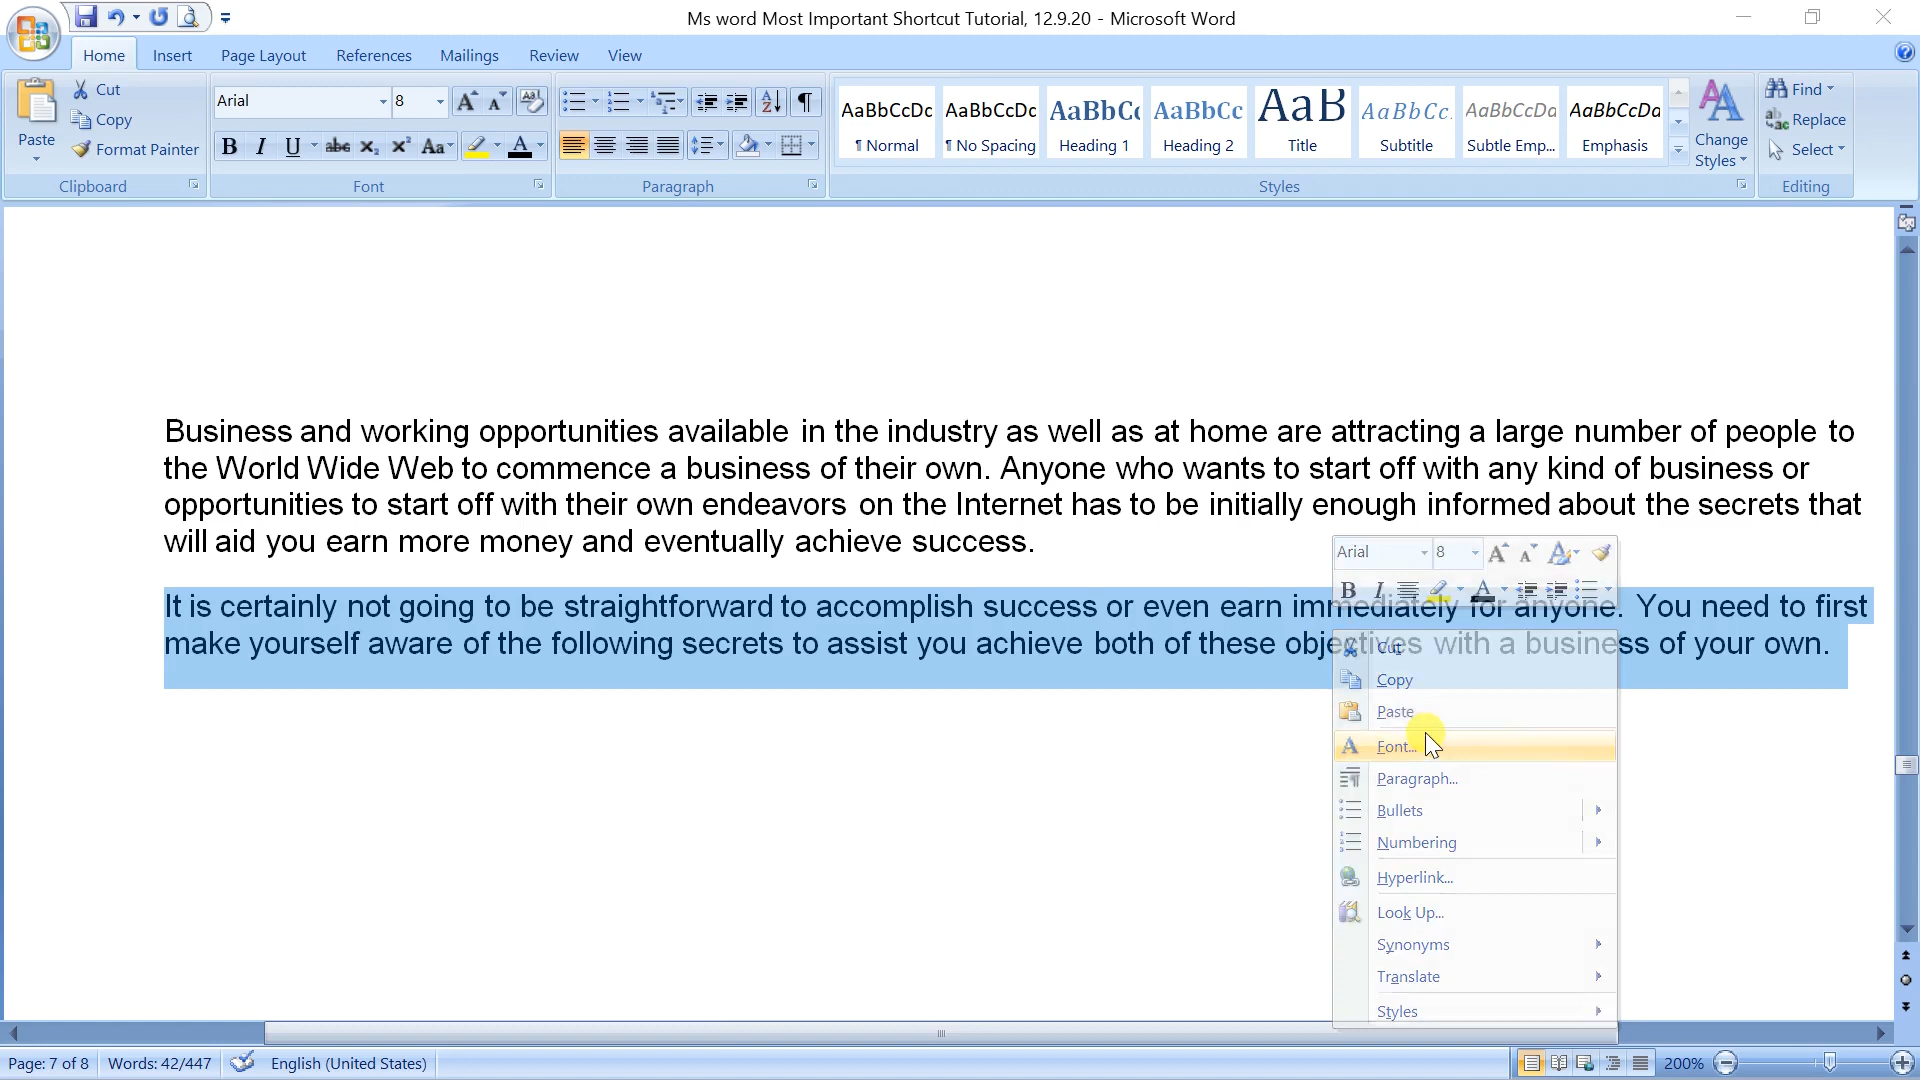 Ms word Most Important Shortcut Tutorial, 12.9.20 - Microsoft Word
Home Insert Page Layout References Mailings Review View
Paste
Cut
Copy
Format Painter
Clipboard
Arial 8
Font
Paragraph
AaBbCcDc AaBbCcDc AaBbCc AaBbCc AaB AaBbCc. AaBbCcDd AaBbCcDd
¶ Normal ¶ No Spacing Heading 1 Heading 2 Title Subtitle Subtle Emp... Emphasis
Styles
Change Styles
Find
Replace
Select
Editing
Business and working opportunities available in the industry as well as at home are attracting a large number of people to
the World Wide Web to commence a business of their own. Anyone who wants to start off with any kind of business or
opportunities to start off with their own endeavors on the Internet has to be initially enough informed about the secrets that
will aid you earn more money and eventually achieve success.
It is certainly not going to be straightforward to accomplish success or even earn immediately for anyone. You need to first
make yourself aware of the following secrets to assist you achieve both of these objectives with a business of your own.
Arial 8
B I
Cut
Copy
Paste
Font...
Paragraph...
Bullets
Numbering
Hyperlink...
Look Up...
Synonyms
Translate
Styles
Page: 7 of 8 Words: 42/447 English (United States) 200%